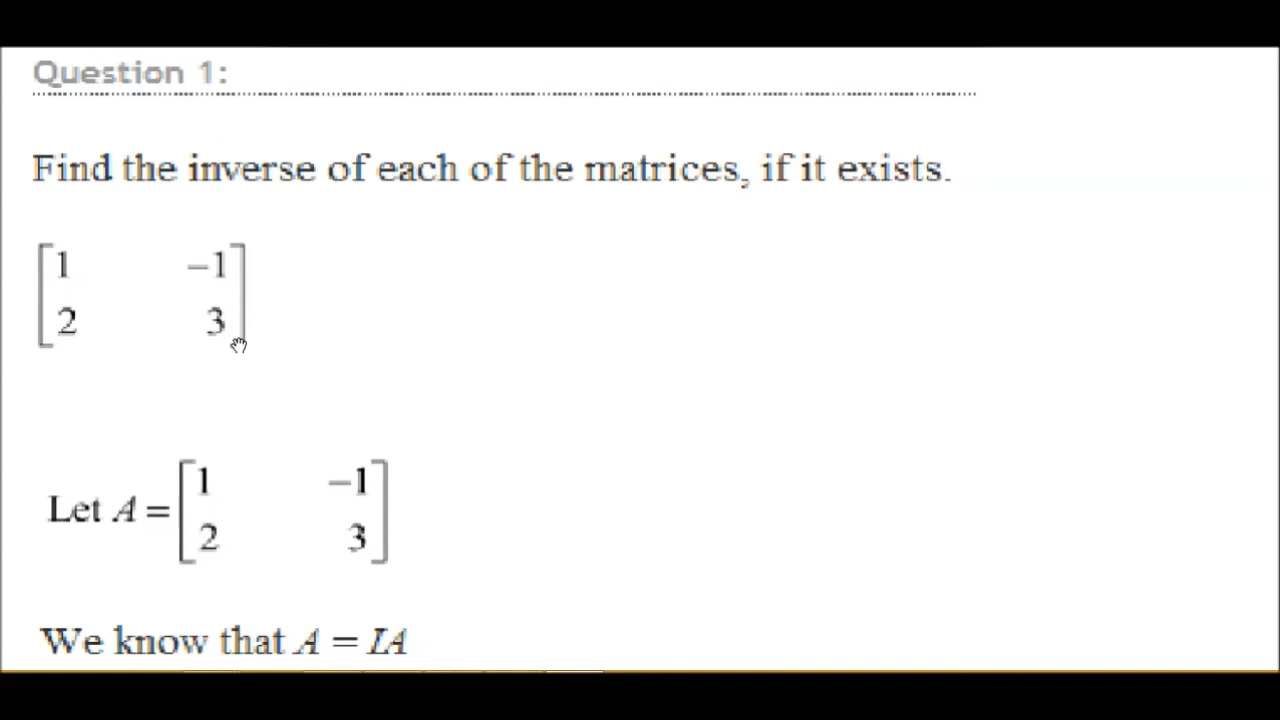 Question 1:
Find the inverse of each of the matrices, if it exists.
1 −1
2 3
Let A = [1 −1
2 3]
We know that A = IA